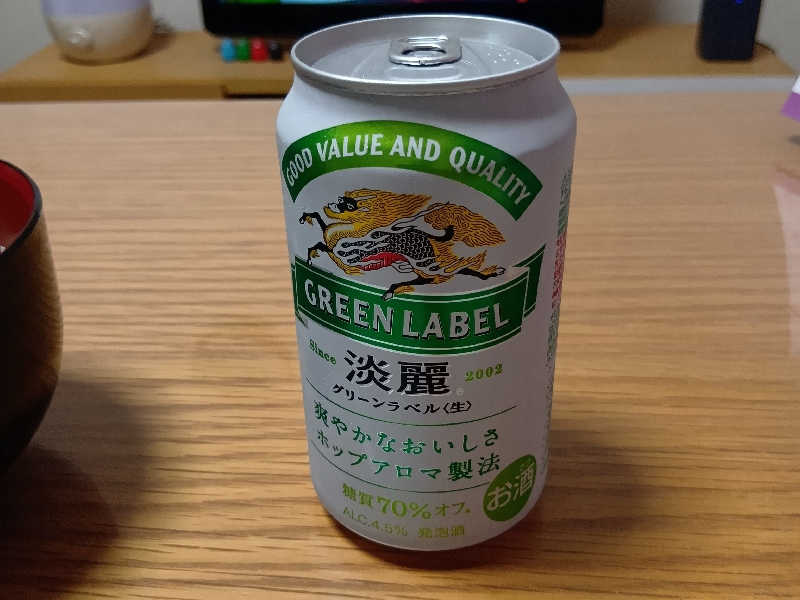 GOOD VALUE AND QUALITY
GREEN LABEL
Since 2002
淡麗
グリーンラベル〈生〉
爽やかなおいしさ
ホップアロマ製法
糖質70%オフ。
お酒
ALC.4.5% 発泡酒